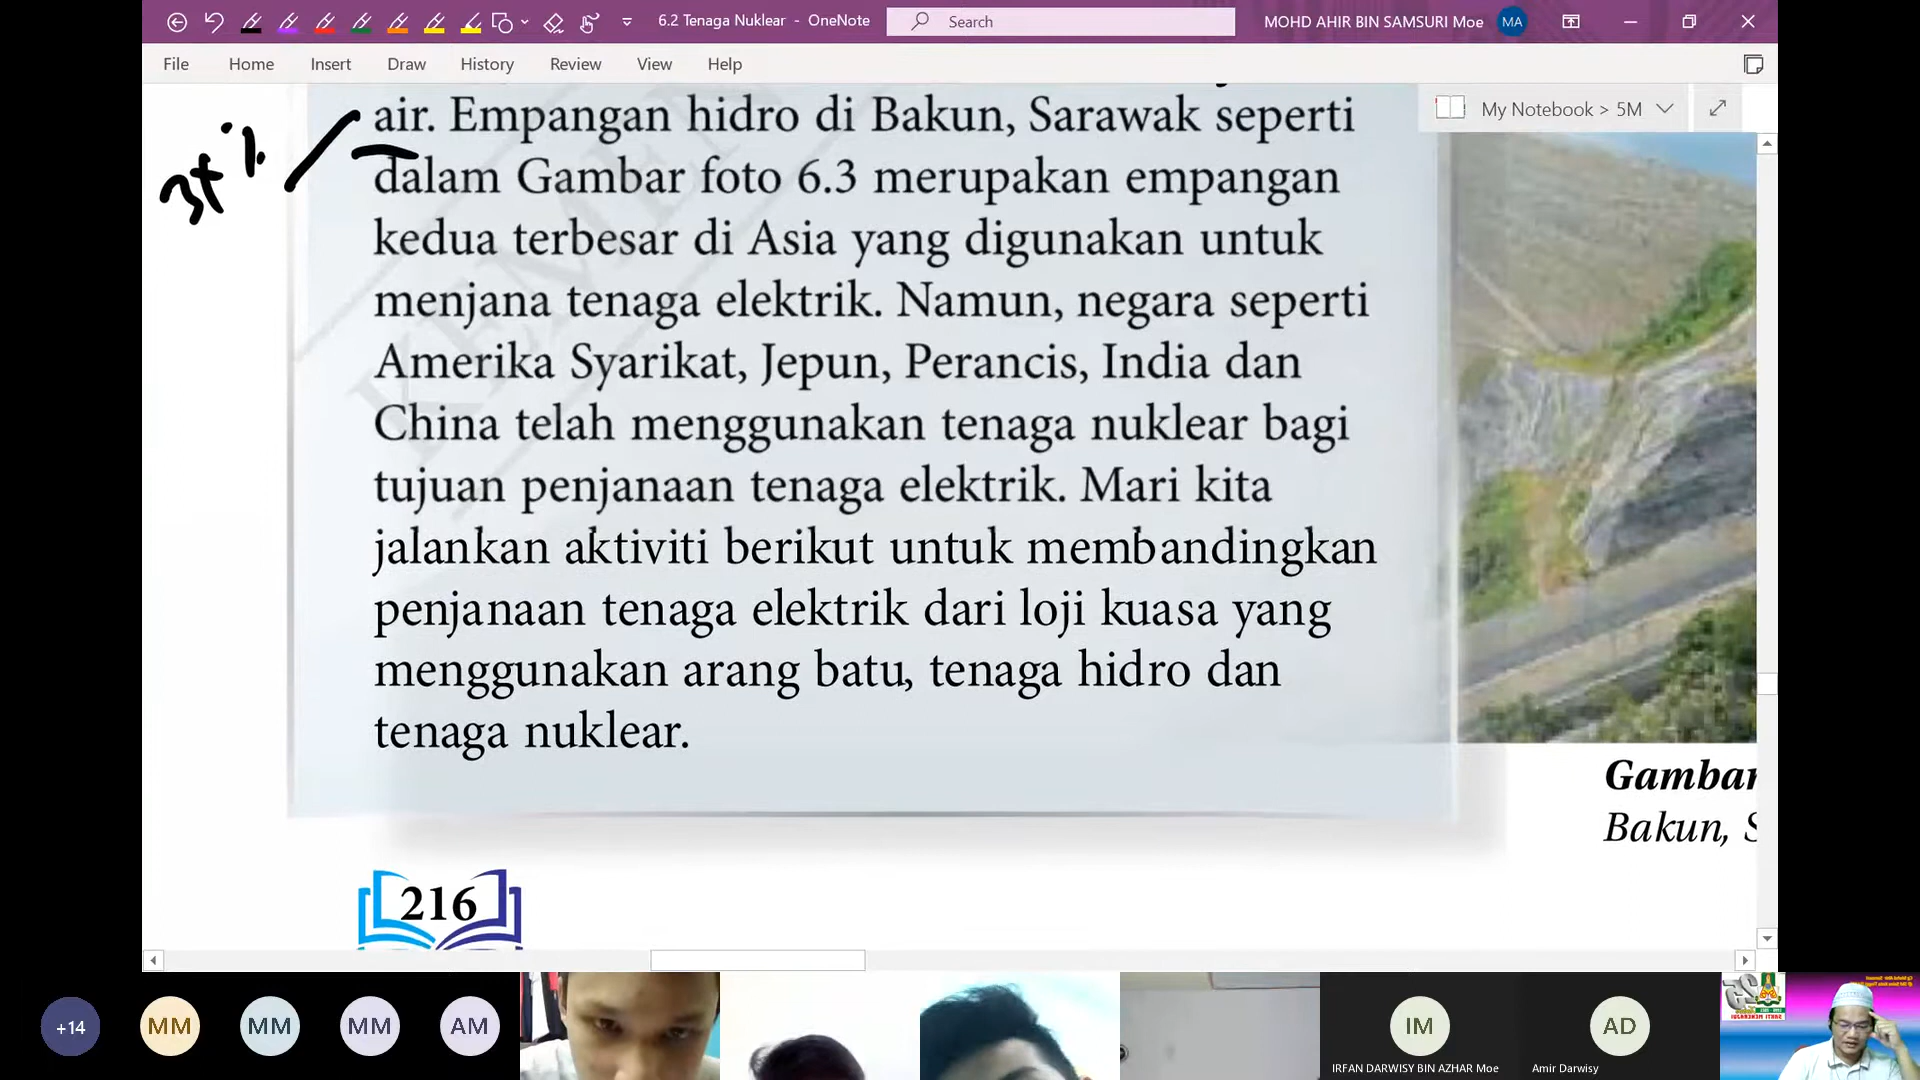 6.2 Tenaga Nuklear - OneNote
Search
MOHD AHIR BIN SAMSURI Moe
MA
File Home Insert Draw History Review View Help
My Notebook > 5M
air. Empangan hidro di Bakun, Sarawak seperti
dalam Gambar foto 6.3 merupakan empangan
kedua terbesar di Asia yang digunakan untuk
menjana tenaga elektrik. Namun, negara seperti
Amerika Syarikat, Jepun, Perancis, India dan
China telah menggunakan tenaga nuklear bagi
tujuan penjanaan tenaga elektrik. Mari kita
jalankan aktiviti berikut untuk membandingkan
penjanaan tenaga elektrik dari loji kuasa yang
menggunakan arang batu, tenaga hidro dan
tenaga nuklear.
Gambar
Bakun, S
216
+14
MM
MM
MM
AM
IM
IRFAN DARWISY BIN AZHAR Moe
AD
Amir Darwisy